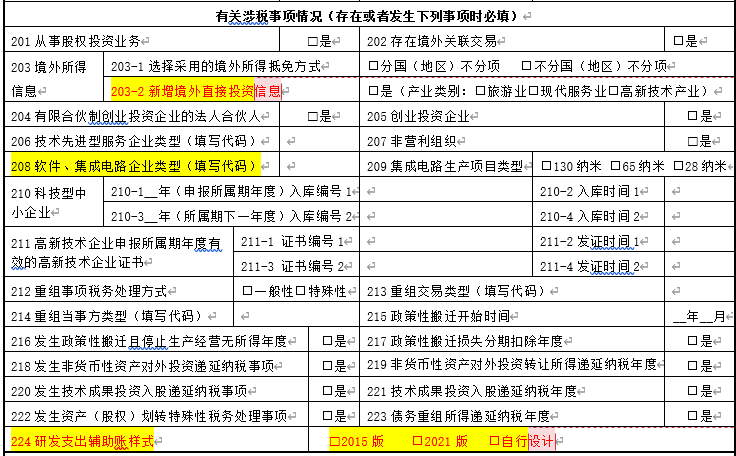 有关涉税事项情况（存在或者发生下列事项时必填）
201 从事股权投资业务 □是 202 存在境外关联交易 □是
203 境外所得信息 203-1 选择采用的境外所得抵免方式 □分国（地区）不分项 □不分国（地区）不分项
203-2 新增境外直接投资信息 □是（产业类别：□旅游业□现代服务业□高新技术产业）
204 有限合伙制创业投资企业的法人合伙人 □是 205 创业投资企业 □是
206 技术先进型服务企业类型（填写代码） 207 非营利组织 □是
208 软件、集成电路企业类型（填写代码） 209 集成电路生产项目类型 □130 纳米 □65 纳米 □28 纳米
210 科技型中小企业 210-1__年（申报所属期年度）入库编号 1 210-2 入库时间 1
210-3__年（所属期下一年度）入库编号 2 210-4 入库时间 2
211 高新技术企业申报所属期年度有效的高新技术企业证书 211-1 证书编号 1 211-2 发证时间 1
211-3 证书编号 2 211-4 发证时间 2
212 重组事项税务处理方式 □一般性□特殊性 213 重组交易类型（填写代码）
214 重组当事方类型（填写代码） 215 政策性搬迁开始时间 __年__月
216 发生政策性搬迁且停止生产经营无所得年度 □是 217 政策性搬迁损失分期扣除年度 □是
218 发生非货币性资产对外投资递延纳税事项 □是 219 非货币性资产对外投资转让所得递延纳税年度 □是
220 发生技术成果投资入股递延纳税事项 □是 221 技术成果投资入股递延纳税年度 □是
222 发生资产（股权）划转特殊性税务处理事项 □是 223 债务重组所得递延纳税年度 □是
224 研发支出辅助账样式 □2015 版 □2021 版 □自行设计